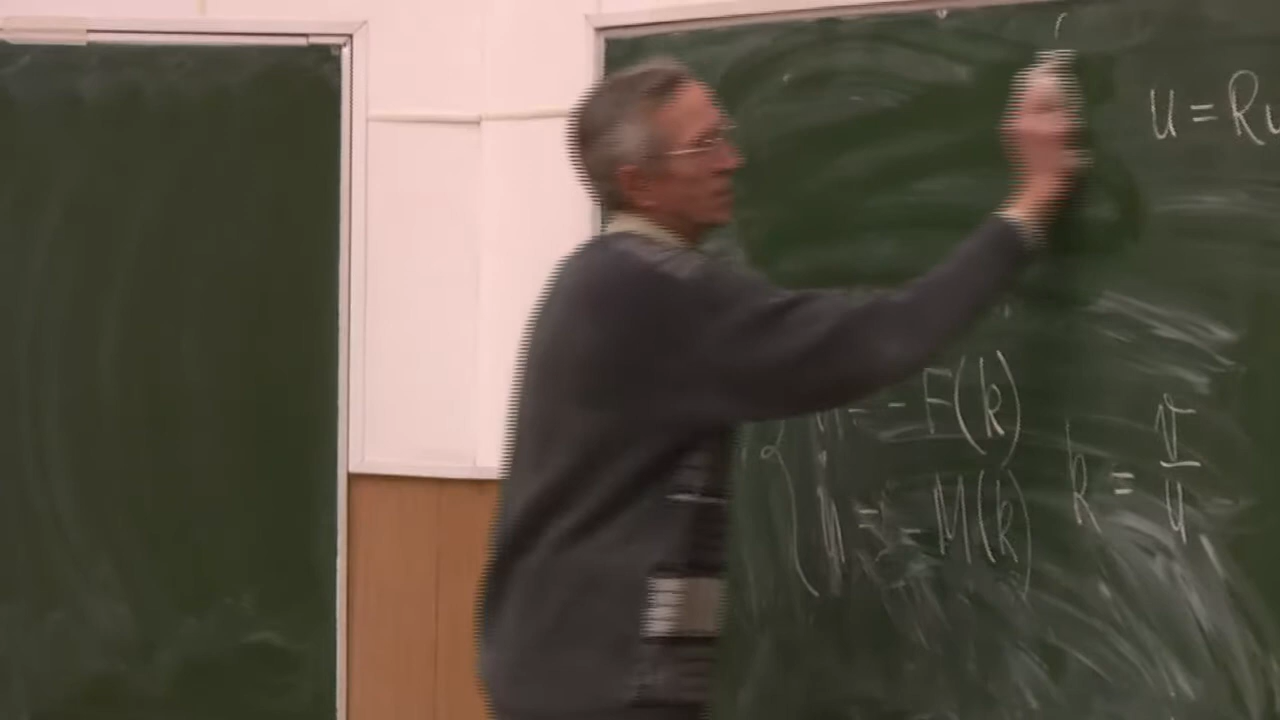 u = Ru
= - F(k)
= - M(k)
k = v/u